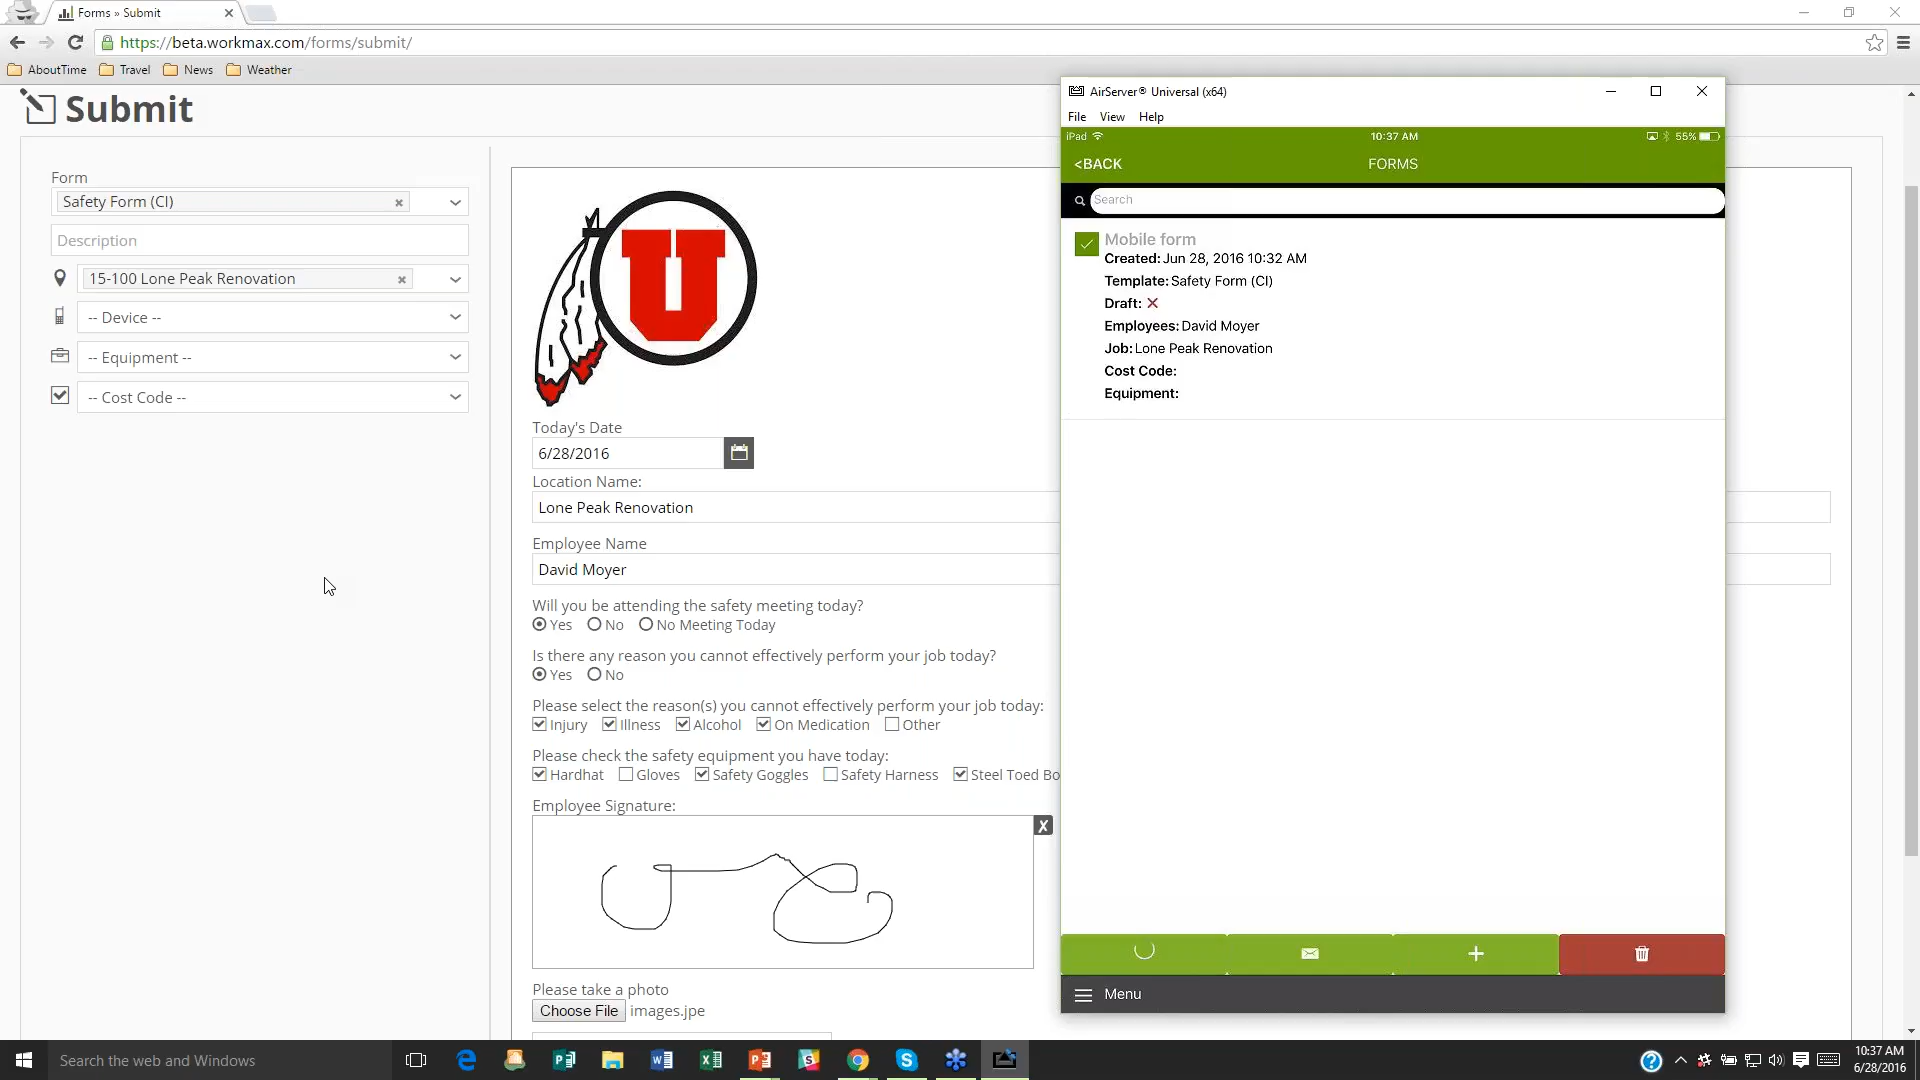 Forms » Submit
https://beta.workmax.com/forms/submit/
AboutTime Travel News Weather
Submit
Form
Safety Form (CI)
Description
15-100 Lone Peak Renovation
-- Device --
-- Equipment --
-- Cost Code --
U
Today's Date
6/28/2016
Location Name:
Lone Peak Renovation
Employee Name
David Moyer
Will you be attending the safety meeting today?
Yes No No Meeting Today
Is there any reason you cannot effectively perform your job today?
Yes No
Please select the reason(s) you cannot effectively perform your job today:
Injury Illness Alcohol On Medication Other
Please check the safety equipment you have today:
Hardhat Gloves Safety Goggles Safety Harness Steel Toed Bo
Employee Signature:
X
Please take a photo
Choose File images.jpe
AirServer® Universal (x64)
File View Help
iPad 10:37 AM 55%
<BACK FORMS
Search
Mobile form
Created: Jun 28, 2016 10:32 AM
Template: Safety Form (CI)
Draft: ✕
Employees: David Moyer
Job: Lone Peak Renovation
Cost Code:
Equipment:
Menu
Search the web and Windows
10:37 AM
6/28/2016